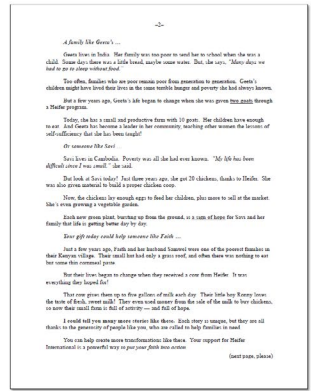 -2-
A family like Geeta's …
Geeta lives in India. Her family was too poor to send her to school when she was a
child. Some days there was a little bread, maybe some water. But, she says, "Many days we
had to go to sleep without food."
Too often, families who are poor remain poor from generation to generation. Geeta's
children might have lived their lives in the same terrible hunger and poverty she had always known.
But a few years ago, Geeta's life began to change when she was given two goats through
a Heifer program.
Today, she has a small and productive farm with 10 goats. Her children have enough
to eat. And Geeta has become a leader in her community, teaching other women the lessons of
self-sufficiency that she has been taught!
Or someone like Savi …
Savi lives in Cambodia. Poverty was all she had ever known. "My life has been
difficult since I was small," she said.
But look at Savi today! Just three years ago, she got 20 chickens, thanks to Heifer. She
was also given material to build a proper chicken coop.
Now, the chickens lay enough eggs to feed her children, plus more to sell at the market.
She's even growing a vegetable garden.
Each new green plant, bursting up from the ground, is a sign of hope for Savi and her
family that life is getting better day by day.
Your gift today could help someone like Faith …
Just a few years ago, Faith and her husband Samwel were one of the poorest families in
their Kenyan village. Their small hut had only a grass roof, and often there was nothing to eat
but some thin cornmeal paste.
But their lives began to change when they received a cow from Heifer. It was
everything they hoped for!
That cow gives them up to five gallons of milk each day. Their little boy Kenny loves
the taste of fresh, sweet milk! They even used money from the sale of the milk to buy chickens,
so now their small farm is full of activity — and full of hope.
I could tell you many more stories like these. Each story is unique, but they are all
thanks to the generosity of people like you, who are called to help families in need.
You can help create more transformations like these. Your support for Heifer
International is a powerful way to put your faith into action.
(next page, please)